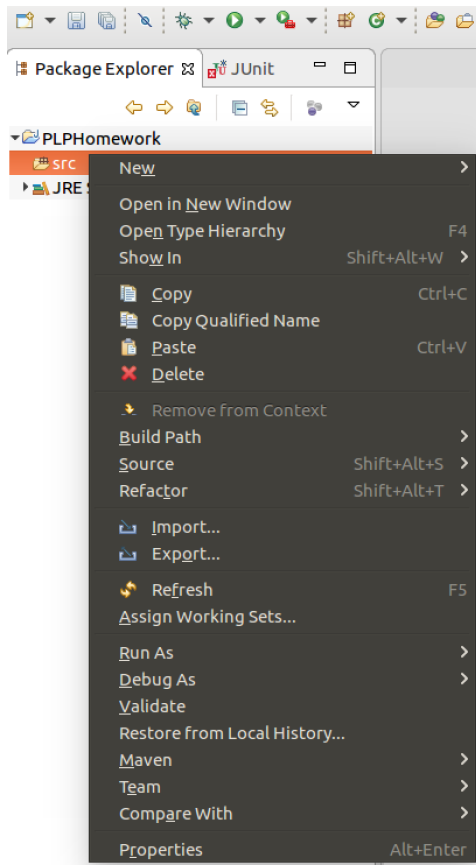 Package Explorer JUnit
PLPHomework
src
JRE
New
Open in New Window
Open Type Hierarchy F4
Show In Shift+Alt+W
Copy Ctrl+C
Copy Qualified Name
Paste Ctrl+V
Delete
Remove from Context
Build Path
Source Shift+Alt+S
Refactor Shift+Alt+T
Import...
Export...
Refresh F5
Assign Working Sets...
Run As
Debug As
Validate
Restore from Local History...
Maven
Team
Compare With
Properties Alt+Enter